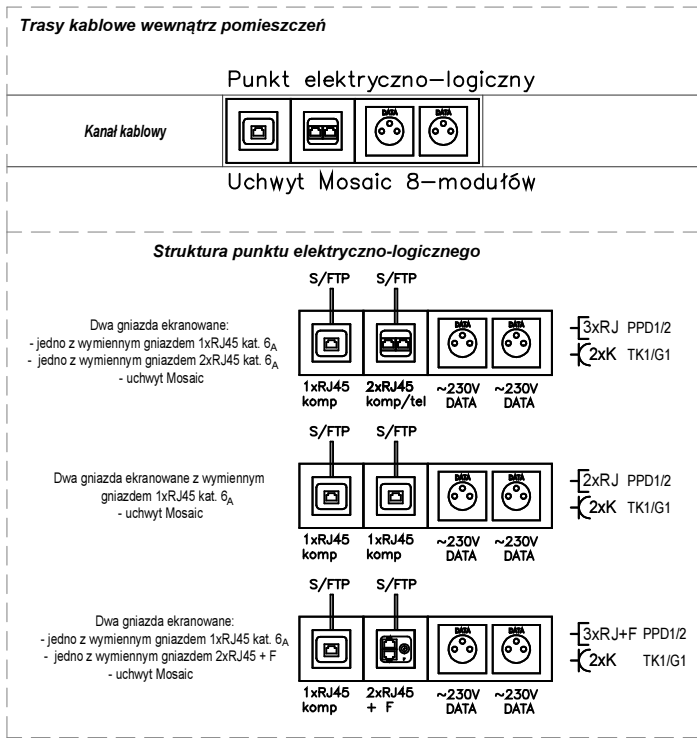 Trasy kablowe wewnątrz pomieszczeń
Punkt elektryczno-logiczny
Kanał kablowy
DATA DATA
Uchwyt Mosaic 8-modułów
Struktura punktu elektryczno-logicznego
S/FTP S/FTP
Dwa gniazda ekranowane:
- jedno z wymiennym gniazdem 1xRJ45 kat. 6A
- jedno z wymiennym gniazdem 2xRJ45 kat. 6A
- uchwyt Mosaic
DATA DATA
3xRJ PPD1/2
2xK TK1/G1
1xRJ45 2xRJ45 ~230V ~230V
komp komp/tel DATA DATA
S/FTP S/FTP
Dwa gniazda ekranowane z wymiennym
gniazdem 1xRJ45 kat. 6A
- uchwyt Mosaic
DATA DATA
2xRJ PPD1/2
2xK TK1/G1
1xRJ45 1xRJ45 ~230V ~230V
komp komp DATA DATA
S/FTP S/FTP
Dwa gniazda ekranowane:
- jedno z wymiennym gniazdem 1xRJ45 kat. 6A
- jedno z wymiennym gniazdem 2xRJ45 + F
- uchwyt Mosaic
F
DATA DATA
3xRJ+F PPD1/2
2xK TK1/G1
1xRJ45 2xRJ45 ~230V ~230V
komp + F DATA DATA